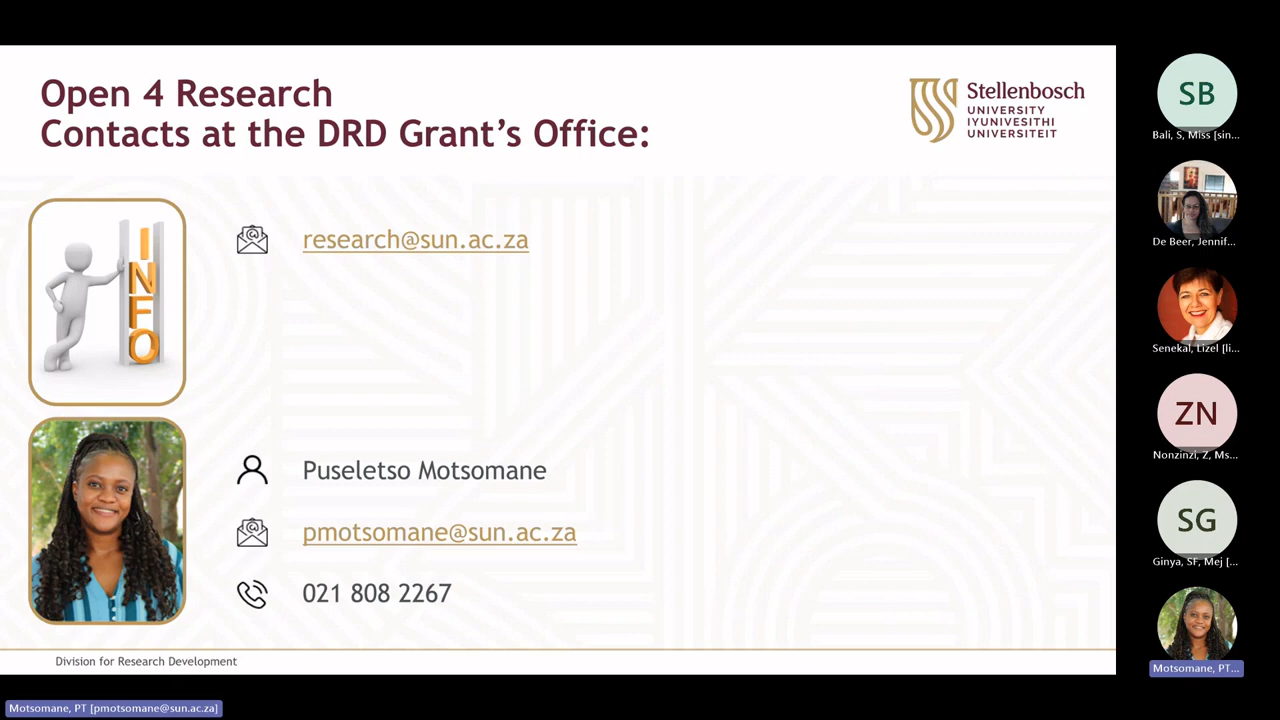 Open 4 Research
Contacts at the DRD Grant's Office:
Stellenbosch
UNIVERSITY
IYUNIVESITHI
UNIVERSITEIT
INFO
research@sun.ac.za
Puseletso Motsomane
pmotsomane@sun.ac.za
021 808 2267
Division for Research Development
Motsomane, PT [pmotsomane@sun.ac.za]
SB
Bali, S, Miss [sin...
De Beer, Jennif...
Senekal, Lizel [li...
ZN
Nonzinzi, Z, Ms...
SG
Ginya, SF, Mej [...
Motsomane, PT...